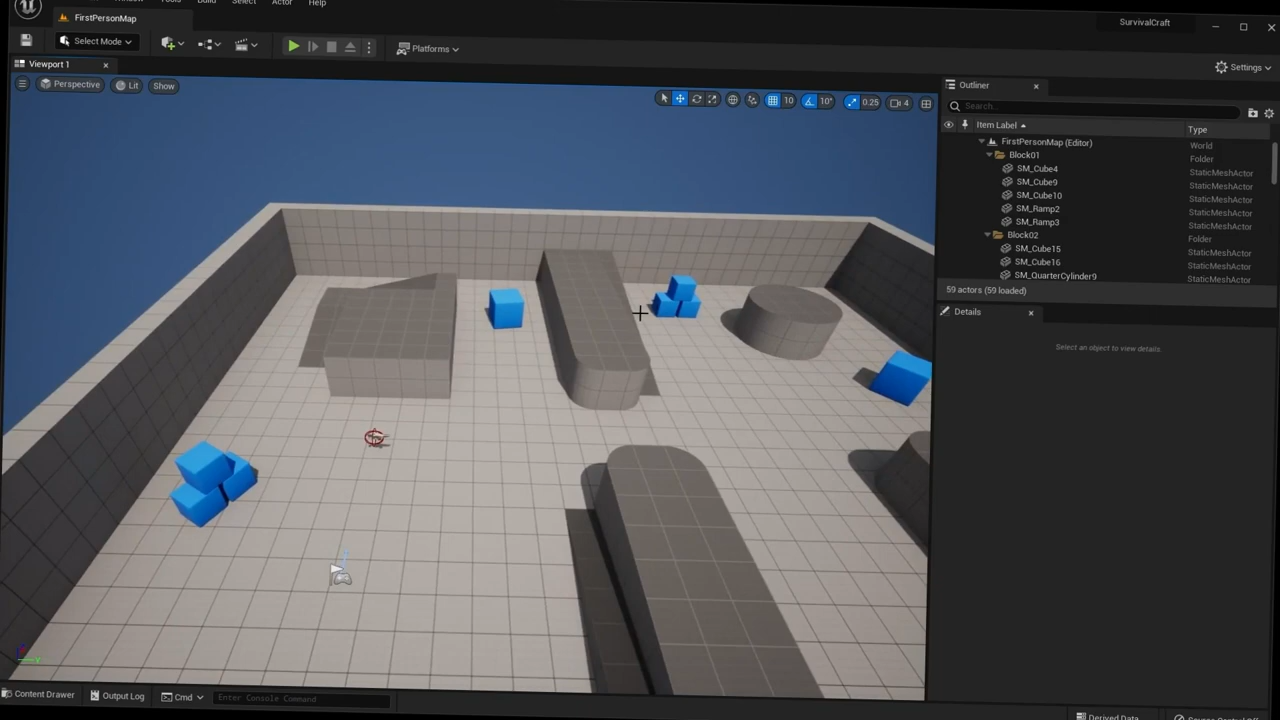 Build Select Actor Help
FirstPersonMap
SurvivalCraft
Select Mode
Platforms
Settings
Viewport 1
Perspective
Lit
Show
10
10°
0.25
4
Outliner
Search...
Item Label Type
FirstPersonMap (Editor) World
Block01 Folder
SM_Cube4 StaticMeshActor
SM_Cube9 StaticMeshActor
SM_Cube10 StaticMeshActor
SM_Ramp2 StaticMeshActor
SM_Ramp3 StaticMeshActor
Block02 Folder
SM_Cube15 StaticMeshActor
SM_Cube16 StaticMeshActor
SM_QuarterCylinder9 StaticMeshActor
59 actors (59 loaded)
Details
Select an object to view details.
Content Drawer
Output Log
Cmd
Enter Console Command
Derived Data